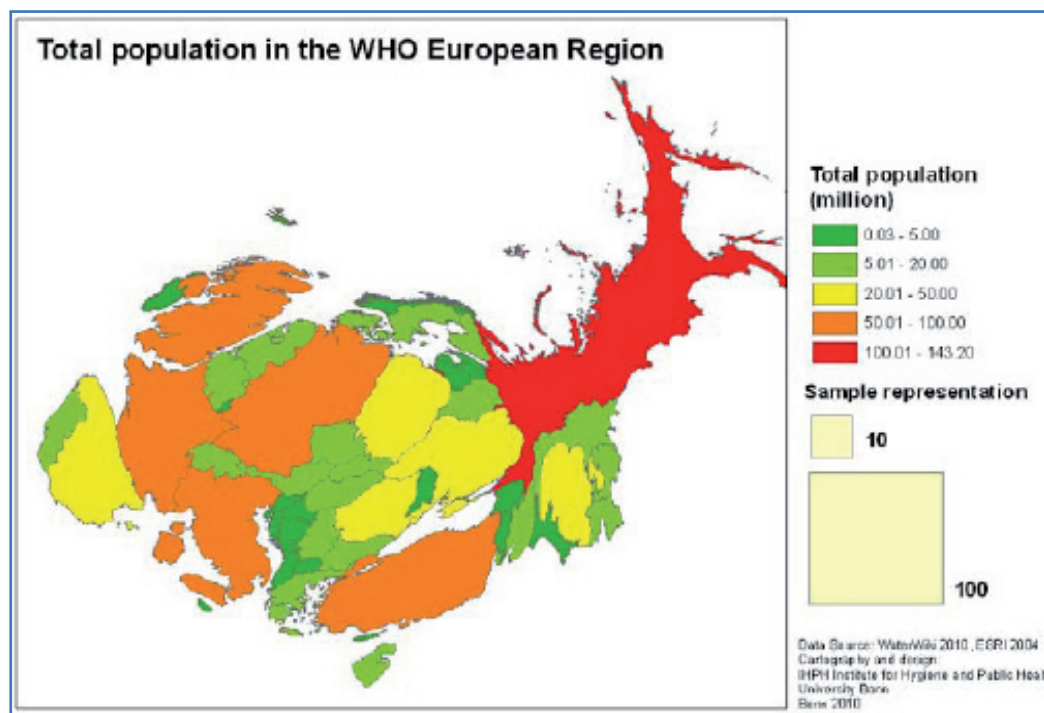 Total population in the WHO European Region
Total population
(million)
0.03 - 5.00
5.01 - 20.00
20.01 - 50.00
50.01 - 100.00
100.01 - 143.20
Sample representation
10
100
Data Source: WaterWiki 2010, ESRI 2004
Cartography and design:
IHPH Institute for Hygiene and Public Heal
University Bonn
Bonn 2010